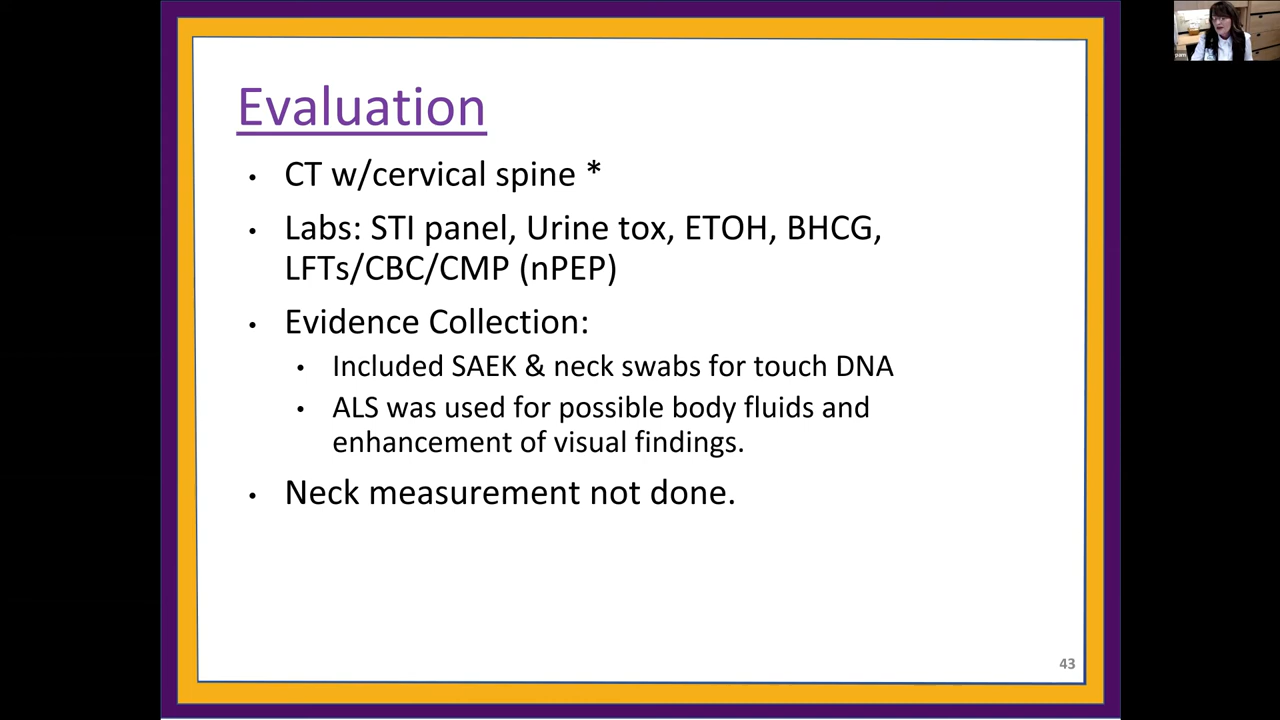 Evaluation
• CT w/cervical spine *
• Labs: STI panel, Urine tox, ETOH, BHCG,
LFTs/CBC/CMP (nPEP)
• Evidence Collection:
• Included SAEK & neck swabs for touch DNA
• ALS was used for possible body fluids and
enhancement of visual findings.
• Neck measurement not done.
43